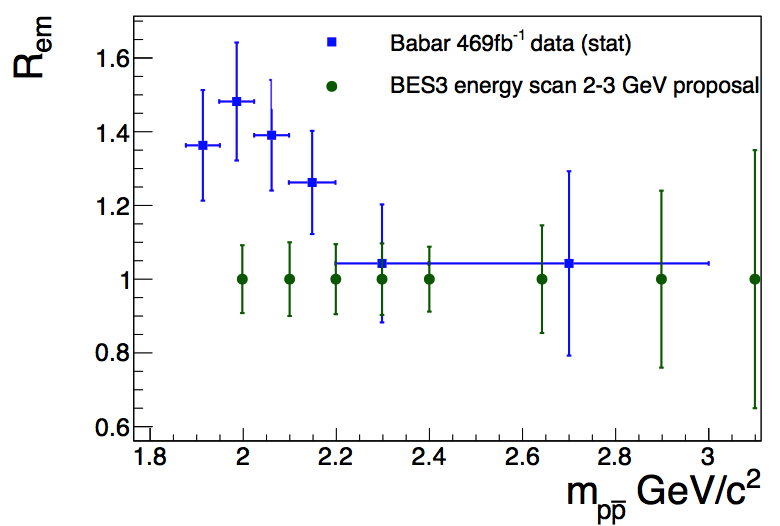 R_em
1.6
1.4
1.2
1
0.8
0.6
Babar 469fb⁻¹ data (stat)
BES3 energy scan 2-3 GeV proposal
1.8 2 2.2 2.4 2.6 2.8 3
m_pp̅ GeV/c²